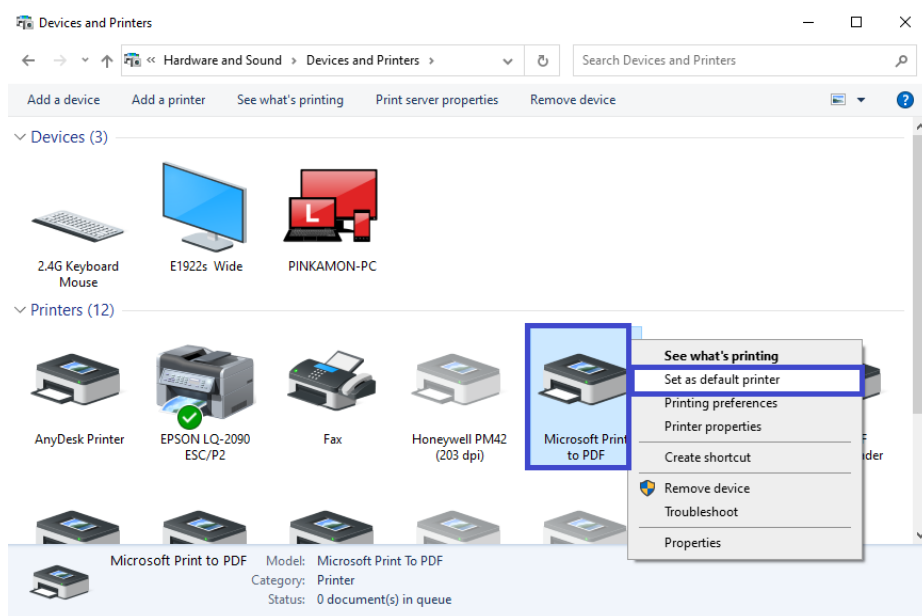 Devices and Printers
« Hardware and Sound > Devices and Printers >
Search Devices and Printers
Add a device Add a printer See what's printing Print server properties Remove device
?
Devices (3)
L
2.4G Keyboard
Mouse
E1922s Wide
PINKAMON-PC
Printers (12)
AnyDesk Printer
EPSON LQ-2090
ESC/P2
Fax
Honeywell PM42
(203 dpi)
Microsoft Print
to PDF
See what's printing
Set as default printer
Printing preferences
Printer properties
Create shortcut
Remove device
Troubleshoot
Properties
Microsoft Print to PDF
Model: Microsoft Print To PDF
Category: Printer
Status: 0 document(s) in queue